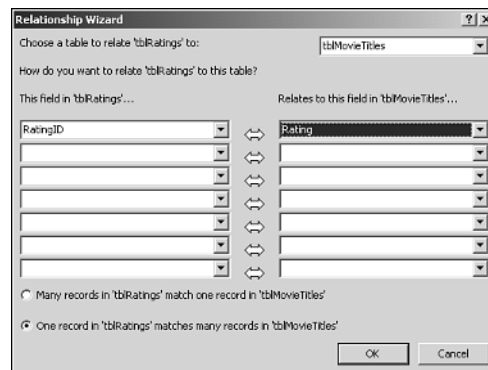 Relationship Wizard
Choose a table to relate 'tblRatings' to:
tblMovieTitles
How do you want to relate 'tblRatings' to this table?
This field in 'tblRatings'...
Relates to this field in 'tblMovieTitles'...
RatingID
Rating
Many records in 'tblRatings' match one record in 'tblMovieTitles'
One record in 'tblRatings' matches many records in 'tblMovieTitles'
OK
Cancel